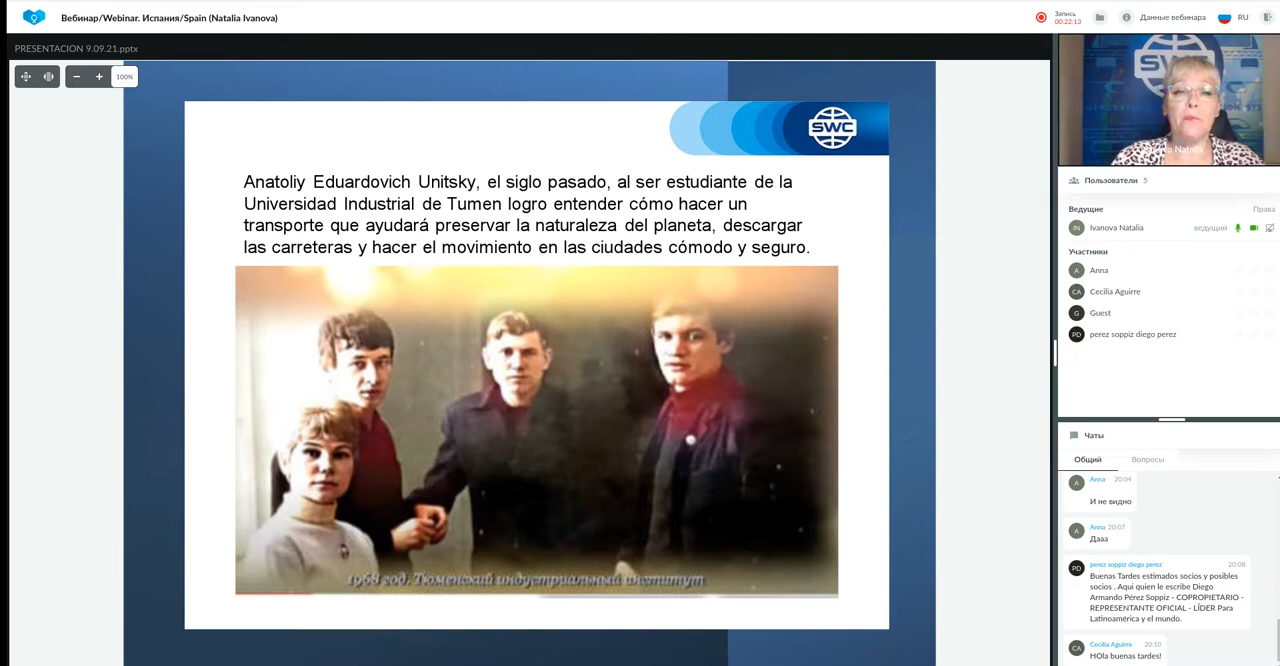 Вебинар/Webinar. Испания/Spain (Natalia Ivanova)
Запись
00:22:13
Данные вебинара
RU
PRESENTACION 9.09.21.pptx
100%
SWC
Anatoliy Eduardovich Unitsky, el siglo pasado, al ser estudiante de la
Universidad Industrial de Tumen logro entender cómo hacer un
transporte que ayudará preservar la naturaleza del planeta, descargar
las carreteras y hacer el movimiento en las ciudades cómodo y seguro.
1968 год. Тюменский индустриальный институт
SW
Natalia
Пользователи 5
Ведущие Права
IN Ivanova Natalia ведущий
Участники
A Anna
CA Cecilia Aguirre
G Guest
PD perez soppiz diego perez
Чаты
Общий Вопросы
A Anna 20:04
И не видно
A Anna 20:07
Дааа
PD perez soppiz diego perez 20:08
Buenas Tardes estimados socios y posibles
socios . Aqui quien le escribe Diego
Armando Pérez Soppiz - COPROPIETARIO -
REPRESENTANTE OFICIAL - LÍDER Para
Latinoamérica y el mundo.
CA Cecilia Aguirre 20:10
HOla buenas tardes!